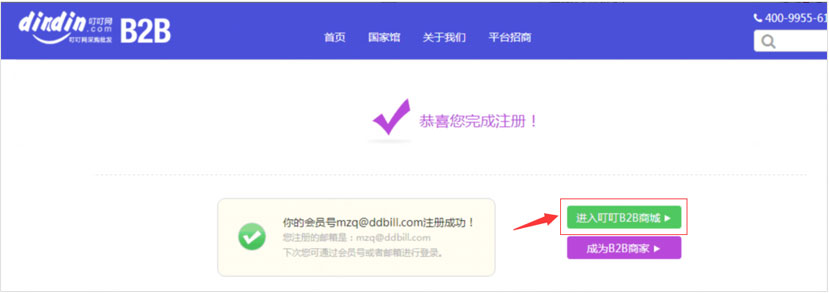 dindin 叮叮网
.com
B2B
叮叮网采购批发
首页 国家馆 关于我们 平台招商
400-9955-61
恭喜您完成注册！
你的会员号mzq@ddbill.com注册成功！
您注册的邮箱是：mzq@ddbill.com
下次您可通过会员号或者邮箱进行登录。
进入叮叮B2B商城
成为B2B商家